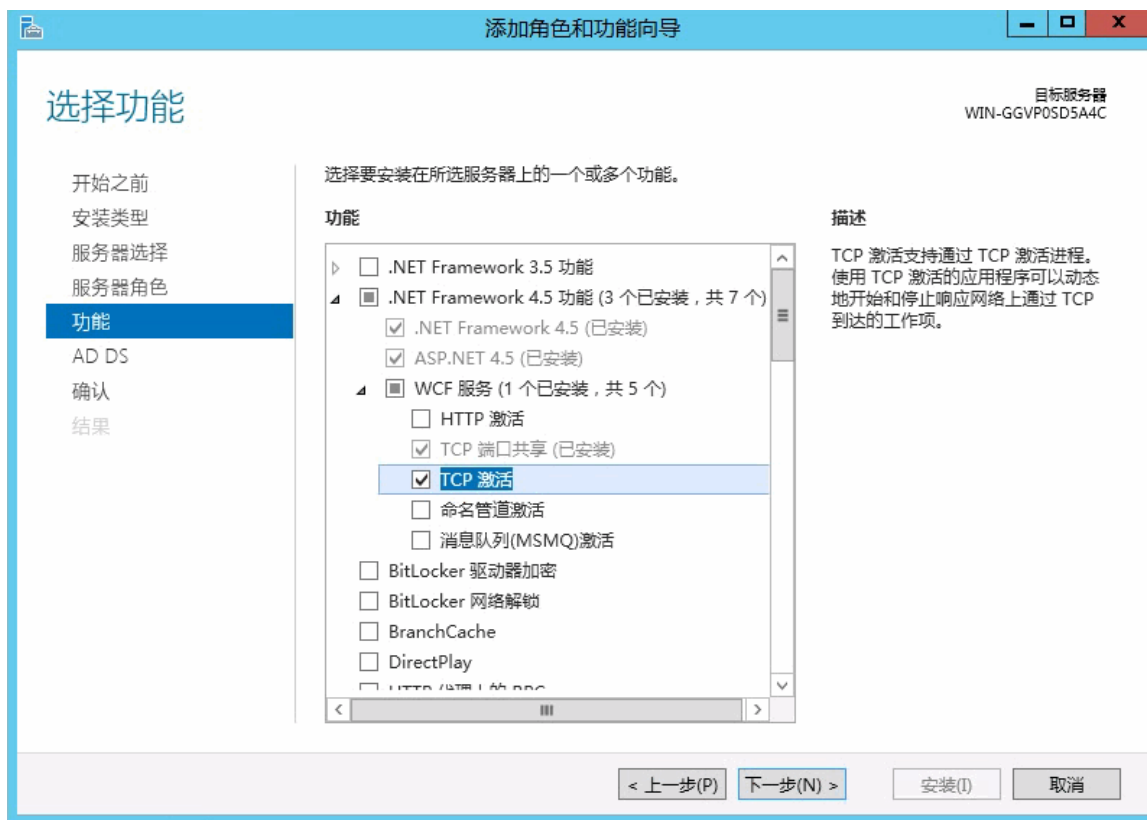 添加角色和功能向导
选择功能
目标服务器
WIN-GGVP0SD5A4C
开始之前
安装类型
服务器选择
服务器角色
功能
AD DS
确认
结果
选择要安装在所选服务器上的一个或多个功能。
功能
.NET Framework 3.5 功能
.NET Framework 4.5 功能 (3 个已安装，共 7 个)
.NET Framework 4.5 (已安装)
ASP.NET 4.5 (已安装)
WCF 服务 (1 个已安装，共 5 个)
HTTP 激活
TCP 端口共享 (已安装)
TCP 激活
命名管道激活
消息队列(MSMQ)激活
BitLocker 驱动器加密
BitLocker 网络解锁
BranchCache
DirectPlay
描述
TCP 激活支持通过 TCP 激活进程。
使用 TCP 激活的应用程序可以动态
地开始和停止响应网络上通过 TCP
到达的工作项。
< 上一步(P)
下一步(N) >
安装(I)
取消